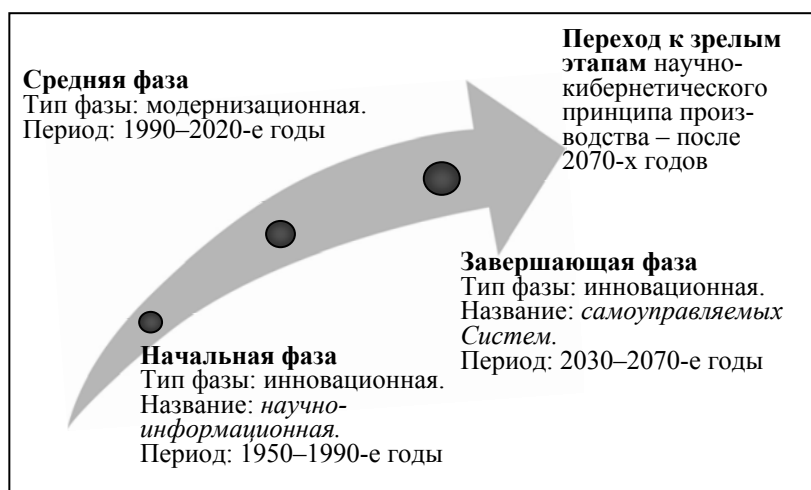 Средняя фаза
Тип фазы: модернизационная.
Период: 1990–2020-е годы
Переход к зрелым
этапам научно-
кибернетического
принципа произ-
водства – после
2070-х годов
Начальная фаза
Тип фазы: инновационная.
Название: научно-
информационная.
Период: 1950–1990-е годы
Завершающая фаза
Тип фазы: инновационная.
Название: самоуправляемых
Систем.
Период: 2030–2070-е годы